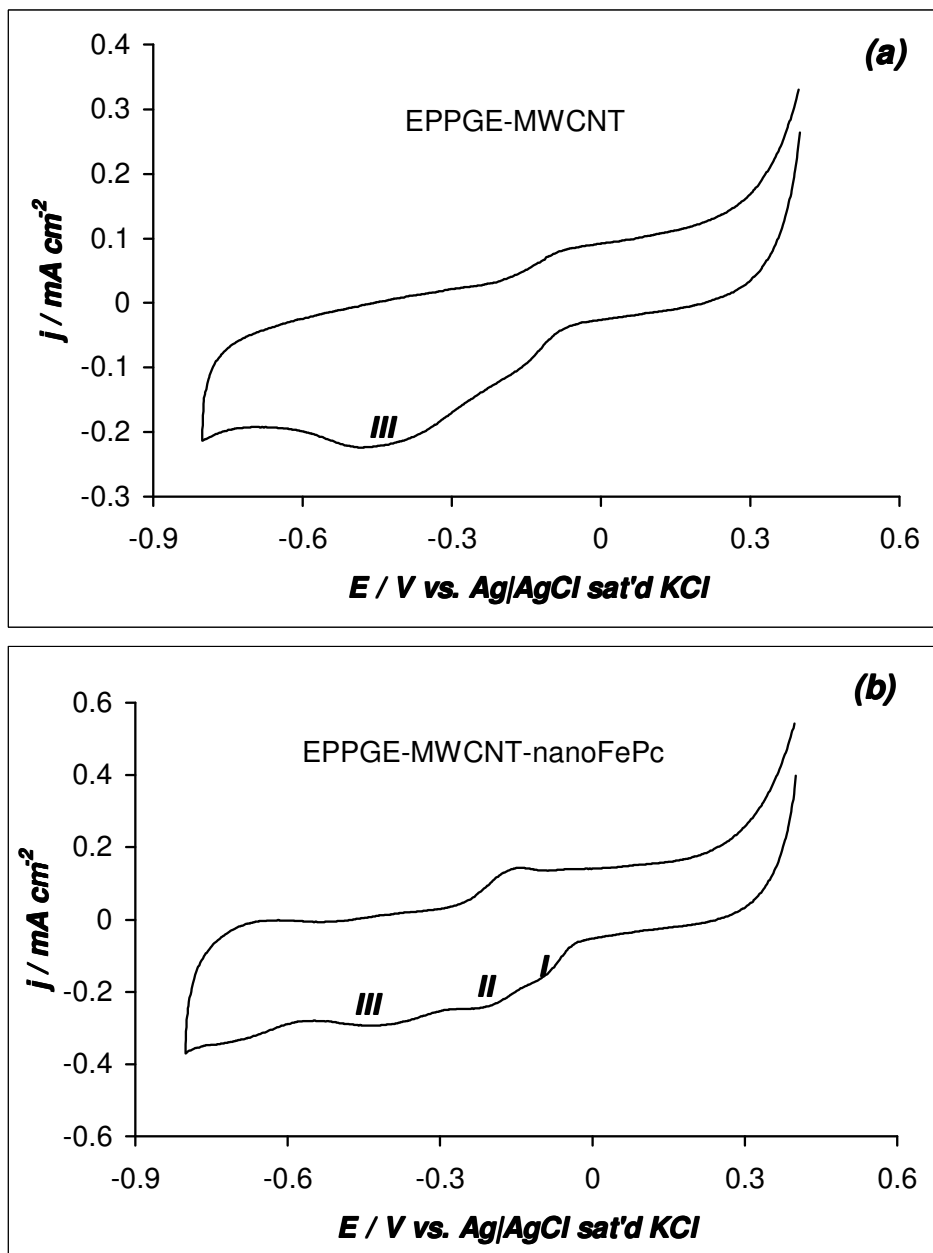 (a)
0.4
EPPGE-MWCNT
0.3
0.2
0.1
0
-0.1
-0.2
-0.3
j / mA cm⁻²
III
-0.9 -0.6 -0.3 0 0.3 0.6
E / V vs. Ag|AgCl sat'd KCl
(b)
0.6
EPPGE-MWCNT-nanoFePc
0.4
0.2
0
-0.2
-0.4
-0.6
j / mA cm⁻²
III II I
-0.9 -0.6 -0.3 0 0.3 0.6
E / V vs. Ag|AgCl sat'd KCl